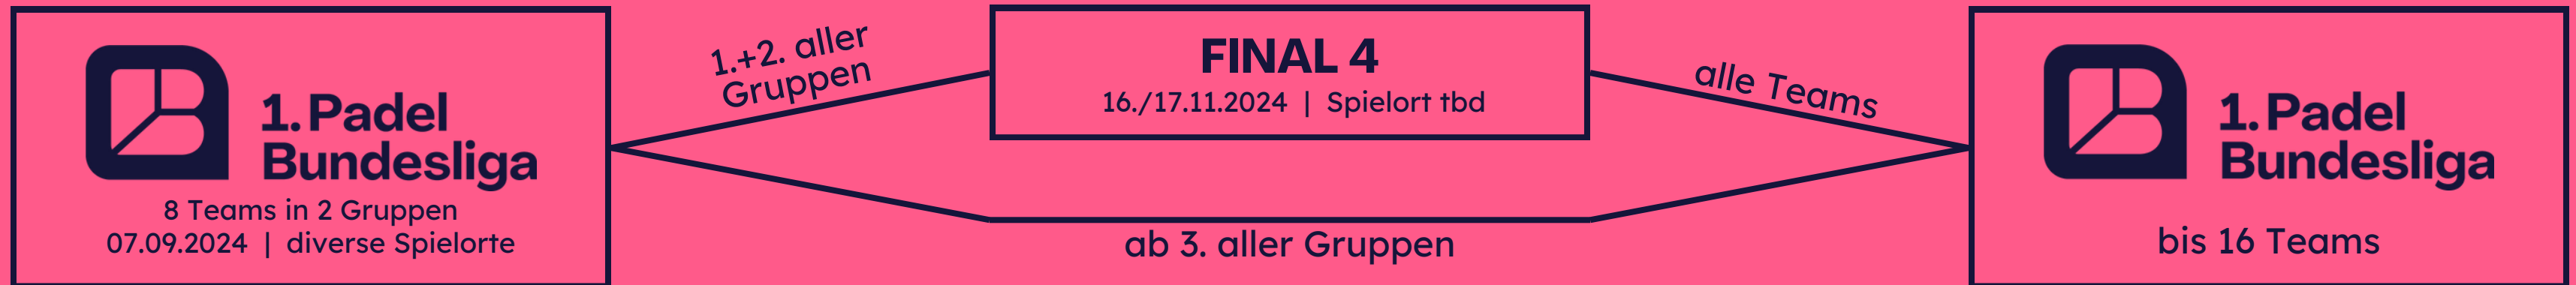 1. Padel
Bundesliga
8 Teams in 2 Gruppen
07.09.2024 | diverse Spielorte
1.+2. aller
Gruppen
FINAL 4
16./17.11.2024 | Spielort tbd
ab 3. aller Gruppen
alle Teams
1. Padel
Bundesliga
bis 16 Teams